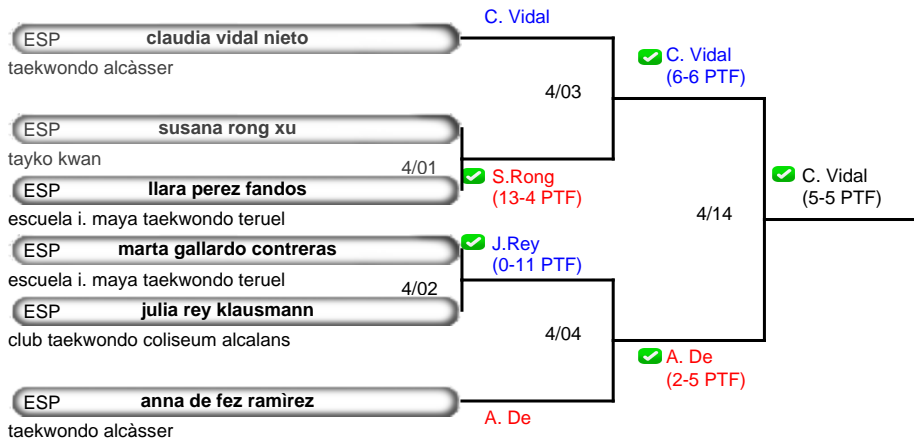 C. Vidal
ESP claudia vidal nieto
taekwondo alcàsser
C. Vidal
(6-6 PTF)
4/03
ESP susana rong xu
tayko kwan
4/01
S.Rong
(13-4 PTF)
C. Vidal
(5-5 PTF)
ESP llara perez fandos
escuela i. maya taekwondo teruel
4/14
ESP marta gallardo contreras
J.Rey
(0-11 PTF)
escuela i. maya taekwondo teruel
4/02
ESP julia rey klausmann
club taekwondo coliseum alcalans
4/04
A. De
(2-5 PTF)
ESP anna de fez ramìrez
A. De
taekwondo alcàsser